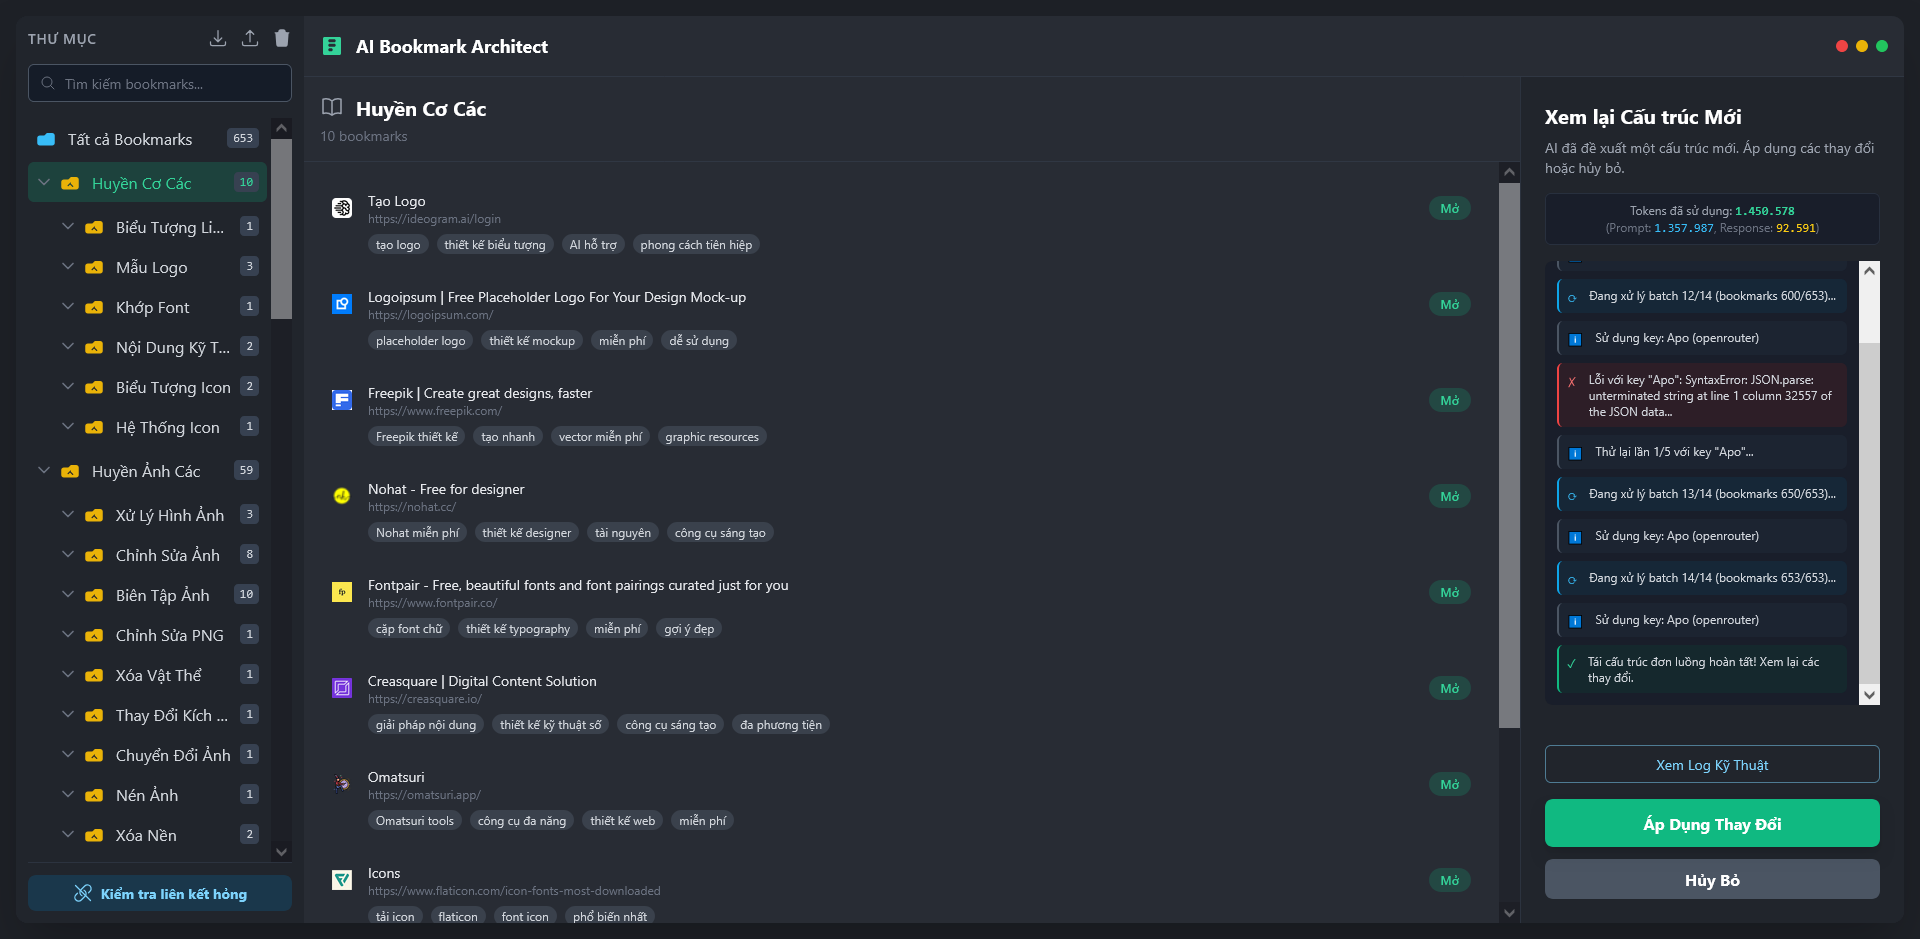 THƯ MỤC
Tìm kiếm bookmarks...
Tất cả Bookmarks 653
Huyền Cơ Các 10
Biểu Tượng Li... 1
Mẫu Logo 3
Khớp Font 1
Nội Dung Kỹ T... 2
Biểu Tượng Icon 2
Hệ Thống Icon 1
Huyền Ảnh Các 59
Xử Lý Hình Ảnh 3
Chỉnh Sửa Ảnh 8
Biên Tập Ảnh 10
Chỉnh Sửa PNG 1
Xóa Vật Thể 1
Thay Đổi Kích ... 1
Chuyển Đổi Ảnh 1
Nén Ảnh 1
Xóa Nền 2
Kiểm tra liên kết hỏng
AI Bookmark Architect
Huyền Cơ Các
10 bookmarks
Tạo Logo
https://ideogram.ai/login
tạo logo thiết kế biểu tượng AI hỗ trợ phong cách tiên hiệp
Mở
Logoipsum | Free Placeholder Logo For Your Design Mock-up
https://logoipsum.com/
placeholder logo thiết kế mockup miễn phí dễ sử dụng
Mở
Freepik | Create great designs, faster
https://www.freepik.com/
Freepik thiết kế tạo nhanh vector miễn phí graphic resources
Mở
Nohat - Free for designer
https://nohat.cc/
Nohat miễn phí thiết kế designer tài nguyên công cụ sáng tạo
Mở
fp
Fontpair - Free, beautiful fonts and font pairings curated just for you
https://www.fontpair.co/
cặp font chữ thiết kế typography miễn phí gợi ý đẹp
Mở
Creasquare | Digital Content Solution
https://creasquare.io/
giải pháp nội dung thiết kế kỹ thuật số công cụ sáng tạo đa phương tiện
Mở
Omatsuri
https://omatsuri.app/
Omatsuri tools công cụ đa năng thiết kế web miễn phí
Mở
Icons
https://www.flaticon.com/icon-fonts-most-downloaded
tải icon flaticon font icon phổ biến nhất
Mở
Xem lại Cấu trúc Mới
AI đã đề xuất một cấu trúc mới. Áp dụng các thay đổi
hoặc hủy bỏ.
Tokens đã sử dụng: 1.450.578
(Prompt: 1.357.987, Response: 92.591)
Đang xử lý batch 12/14 (bookmarks 600/653)...
Sử dụng key: Apo (openrouter)
Lỗi với key "Apo": SyntaxError: JSON.parse:
unterminated string at line 1 column 32557 of
the JSON data...
Thử lại lần 1/5 với key "Apo"...
Đang xử lý batch 13/14 (bookmarks 650/653)...
Sử dụng key: Apo (openrouter)
Đang xử lý batch 14/14 (bookmarks 653/653)...
Sử dụng key: Apo (openrouter)
Tái cấu trúc đơn luồng hoàn tất! Xem lại các
thay đổi.
Xem Log Kỹ Thuật
Áp Dụng Thay Đổi
Hủy Bỏ